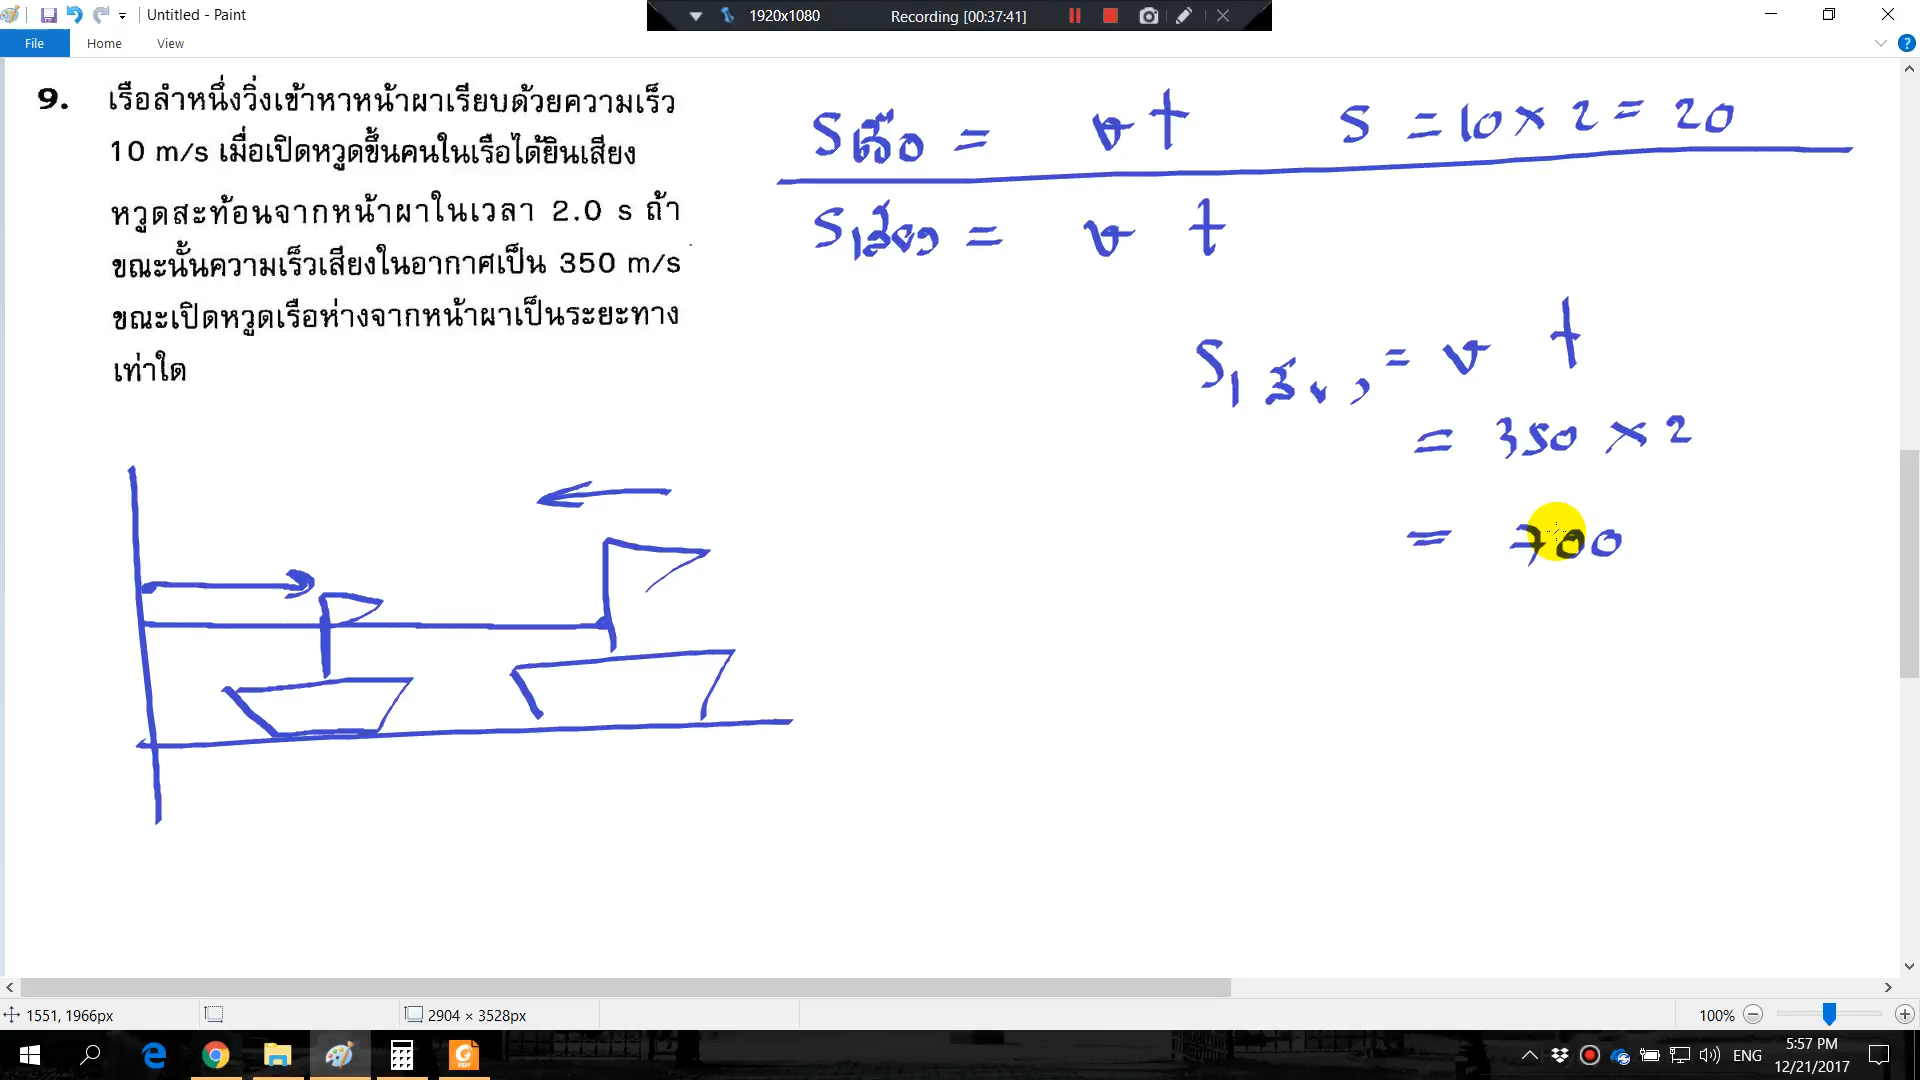 Untitled - Paint
1920x1080
Recording [00:37:41]
File
Home
View
9. เรือลำหนึ่งวิ่งเข้าหาหน้าผาเรียบด้วยความเร็ว
10 m/s เมื่อเปิดหวูดขึ้นคนในเรือได้ยินเสียง
หวูดสะท้อนจากหน้าผาในเวลา 2.0 s ถ้า
ขณะนั้นความเร็วเสียงในอากาศเป็น 350 m/s
ขณะเปิดหวูดเรือห่างจากหน้าผาเป็นระยะทาง
เท่าใด
Sเรือ = vt
S = 10 × 2 = 20
Sเสียง = v t
Sเสียง = v t
= 350 × 2
= 700
1551, 1966px
2904 × 3528px
100%
ENG
5:57 PM
12/21/2017